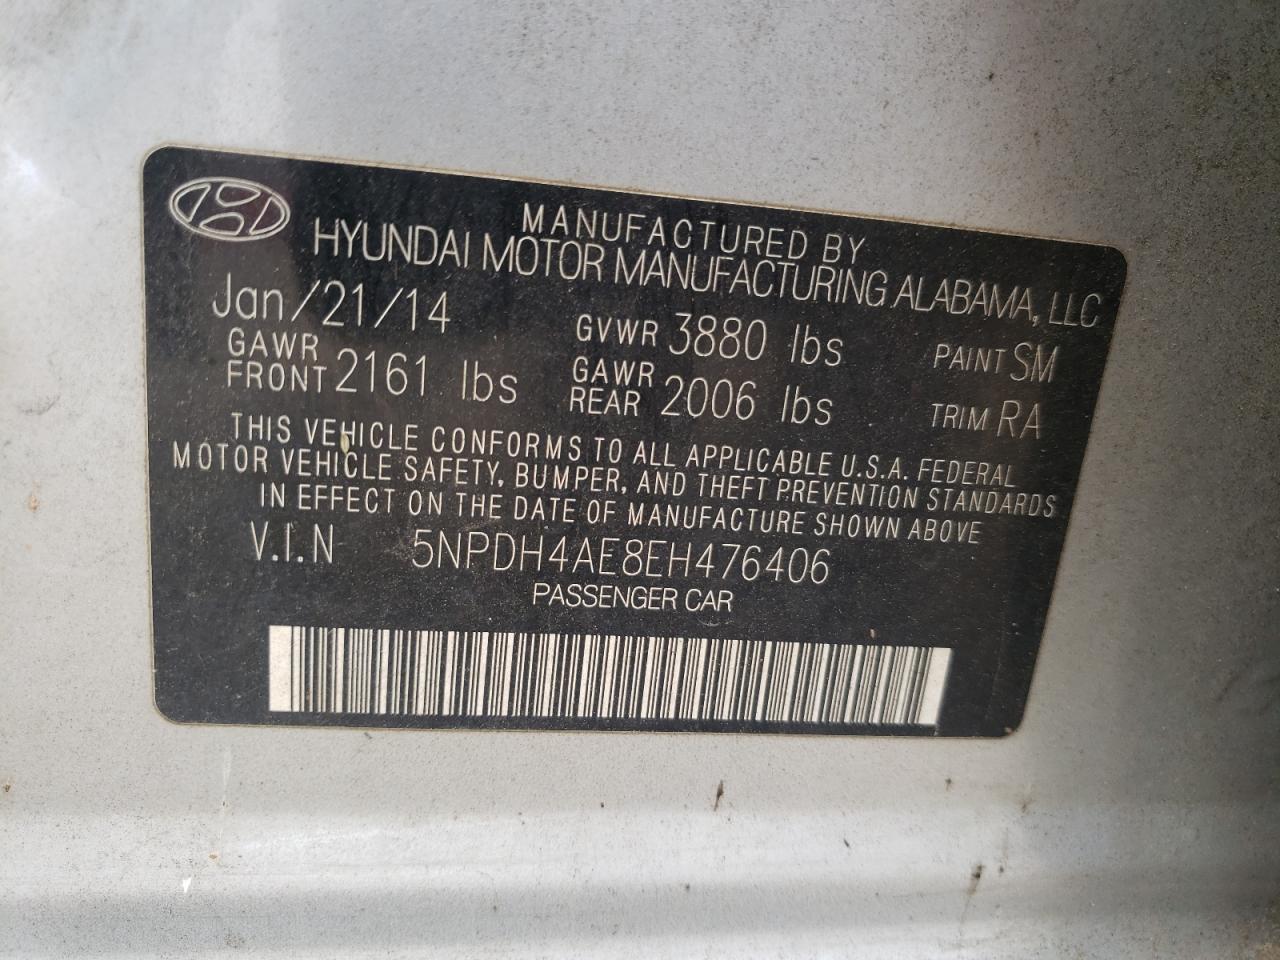 MANUFACTURED BY
HYUNDAI MOTOR MANUFACTURING ALABAMA, LLC
Jan/21/14 GVWR 3880 lbs PAINT SM
GAWR FRONT 2161 lbs GAWR REAR 2006 lbs TRIM RA
THIS VEHICLE CONFORMS TO ALL APPLICABLE U.S.A. FEDERAL
MOTOR VEHICLE SAFETY, BUMPER, AND THEFT PREVENTION STANDARDS
IN EFFECT ON THE DATE OF MANUFACTURE SHOWN ABOVE
V.I.N 5NPDH4AE8EH476406
PASSENGER CAR